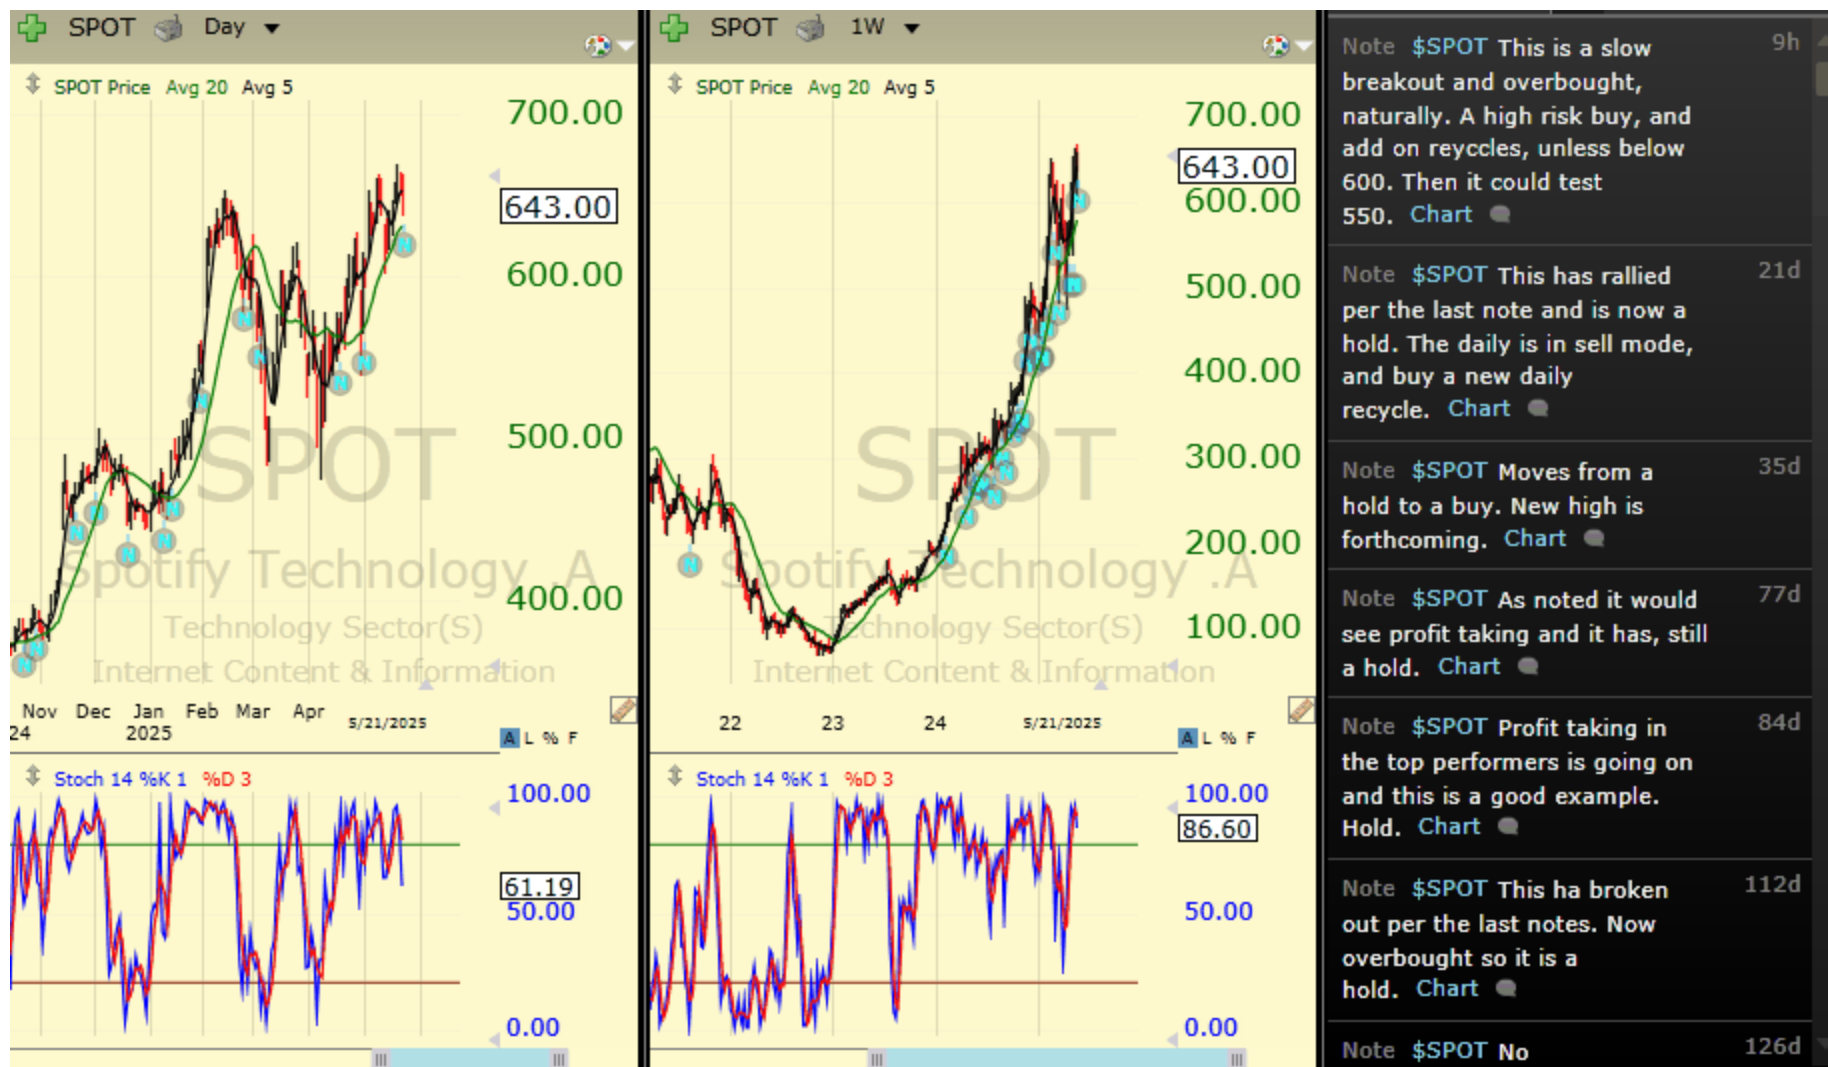 SPOT Day
SPOT Price Avg 20 Avg 5
700.00
643.00
600.00
500.00
400.00
SPOT
Spotify Technology .A
Technology Sector(S)
Internet Content & Information
Nov Dec Jan Feb Mar Apr 5/21/2025
24 2025
A L % F
Stoch 14 %K 1 %D 3
100.00
61.19
50.00
0.00
N N N N N N N N N N N N N N
SPOT 1W
SPOT Price Avg 20 Avg 5
700.00
643.00
600.00
500.00
400.00
300.00
200.00
100.00
SPOT
Spotify Technology .A
Technology Sector(S)
Internet Content & Information
22 23 24 5/21/2025
A L % F
Stoch 14 %K 1 %D 3
100.00
86.60
50.00
0.00
Note $SPOT This is a slow 9h
breakout and overbought,
naturally. A high risk buy, and
add on reyccles, unless below
600. Then it could test
550. Chart
Note $SPOT This has rallied 21d
per the last note and is now a
hold. The daily is in sell mode,
and buy a new daily
recycle. Chart
Note $SPOT Moves from a 35d
hold to a buy. New high is
forthcoming. Chart
Note $SPOT As noted it would 77d
see profit taking and it has, still
a hold. Chart
Note $SPOT Profit taking in 84d
the top performers is going on
and this is a good example.
Hold. Chart
Note $SPOT This ha broken 112d
out per the last notes. Now
overbought so it is a
hold. Chart
Note $SPOT No 126d